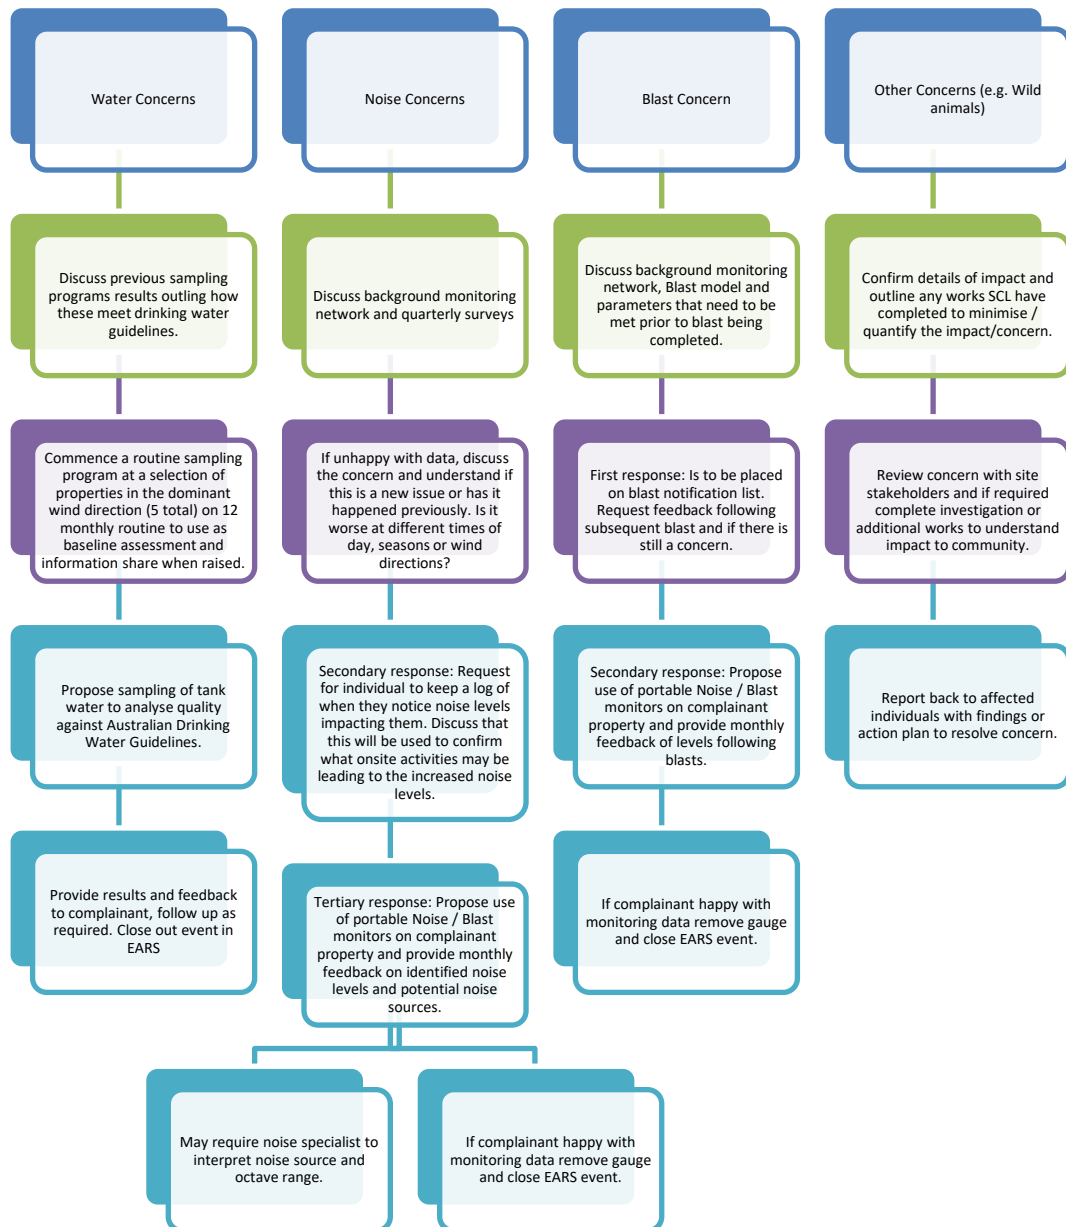 Water Concerns
Noise Concerns
Blast Concern
Other Concerns (e.g. Wild
animals)
Discuss previous sampling
programs results outling how
these meet drinking water
guidelines.
Discuss background monitoring
network and quarterly surveys
Discuss background monitoring
network, Blast model and
parameters that need to be
met prior to blast being
completed.
Confirm details of impact and
outline any works SCL have
completed to minimise /
quantify the impact/concern.
Commence a routine sampling
program at a selection of
properties in the dominant
wind direction (5 total) on 12
monthly routine to use as
baseline assessment and
information share when raised.
If unhappy with data, discuss
the concern and understand if
this is a new issue or has it
happened previously. Is it
worse at different times of
day, seasons or wind
directions?
First response: Is to be placed
on blast notification list.
Request feedback following
subsequent blast and if there is
still a concern.
Review concern with site
stakeholders and if required
complete investigation or
additional works to understand
impact to community.
Propose sampling of tank
water to analyse quality
against Australian Drinking
Water Guidelines.
Secondary response: Request
for individual to keep a log of
when they notice noise levels
impacting them. Discuss that
this will be used to confirm
what onsite activities may be
leading to the increased noise
levels.
Secondary response: Propose
use of portable Noise / Blast
monitors on complainant
property and provide monthly
feedback of levels following
blasts.
Report back to affected
individuals with findings or
action plan to resolve concern.
Provide results and feedback
to complainant, follow up as
required. Close out event in
EARS
Tertiary response: Propose use
of portable Noise / Blast
monitors on complainant
property and provide monthly
feedback on identified noise
levels and potential noise
sources.
If complainant happy with
monitoring data remove gauge
and close EARS event.
May require noise specialist to
interpret noise source and
octave range.
If complainant happy with
monitoring data remove gauge
and close EARS event.